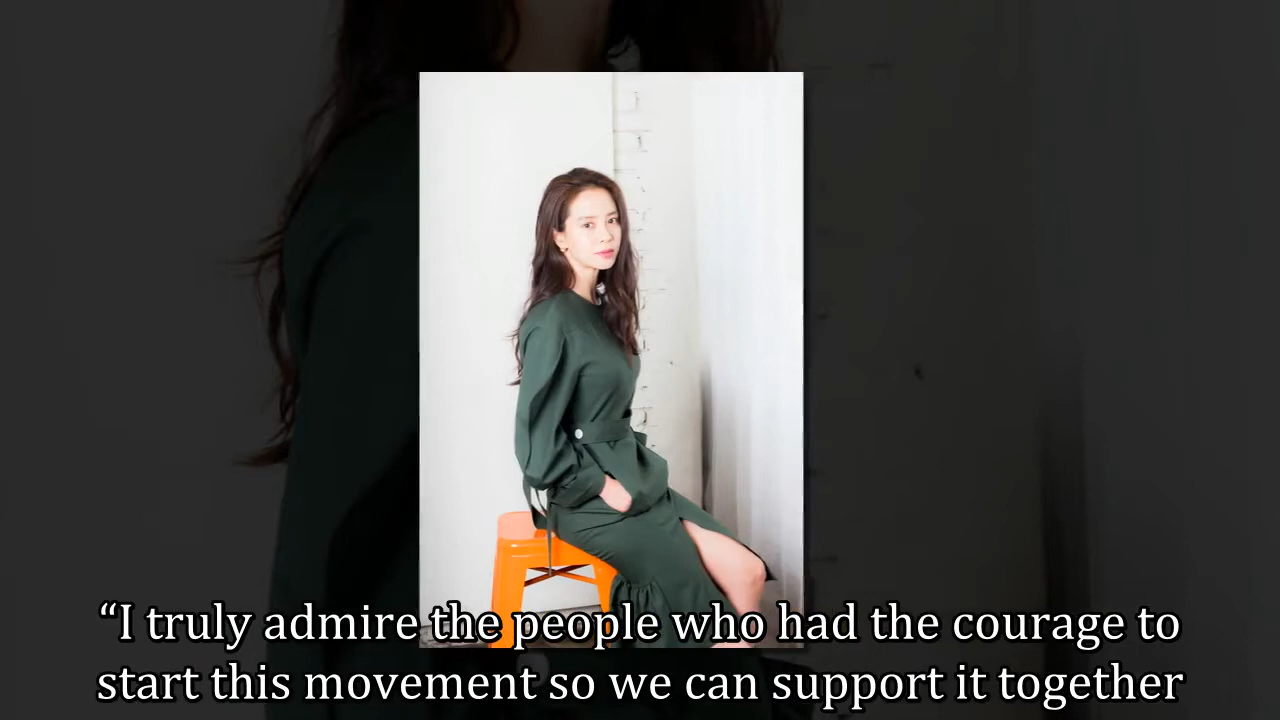 “I truly admire the people who had the courage to
start this movement so we can support it together